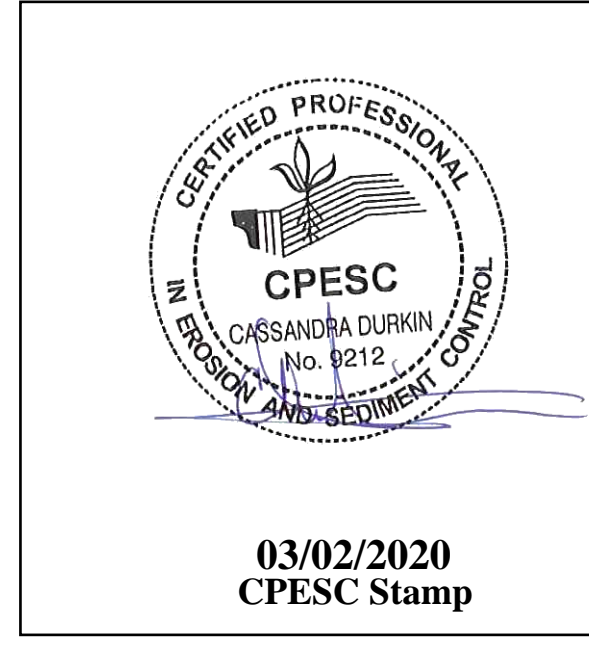 CERTIFIED PROFESSIONAL
IN EROSION AND SEDIMENT CONTROL
CPESC
CASSANDRA DURKIN
No. 9212
03/02/2020
CPESC Stamp